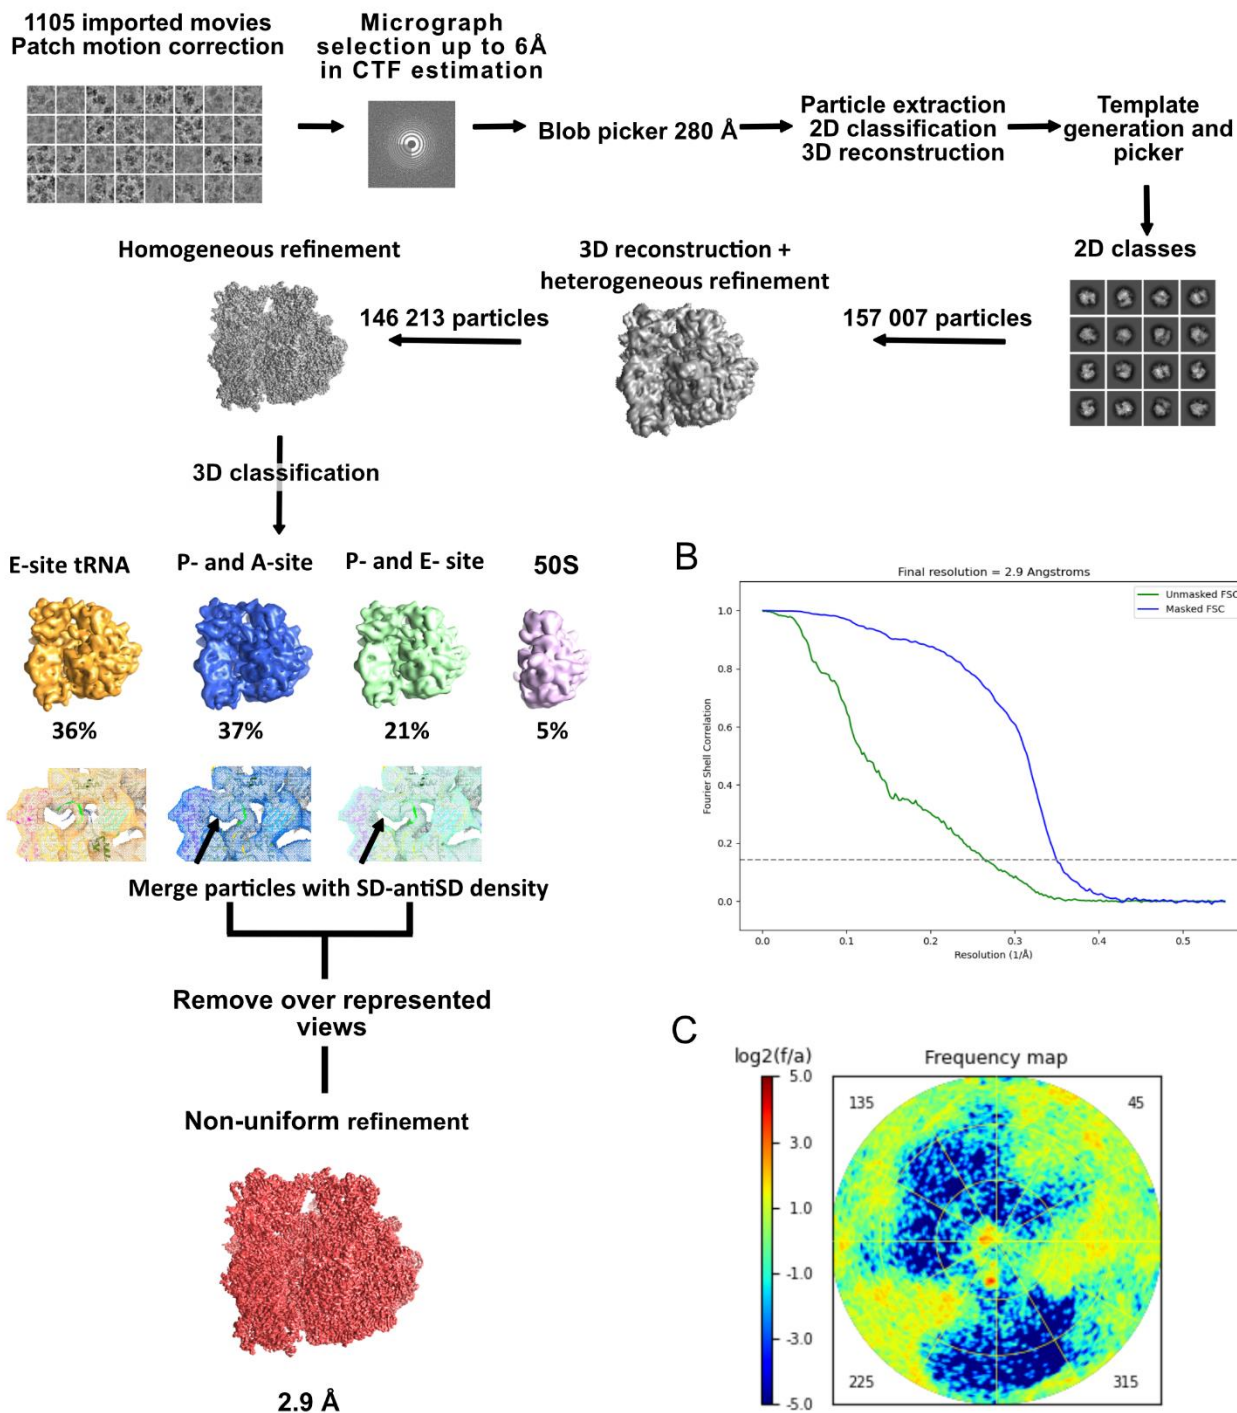 1105 imported movies
Patch motion correction
Micrograph
selection up to 6Å
in CTF estimation
Blob picker 280 Å
Particle extraction
2D classification
3D reconstruction
Template
generation and
picker
Homogeneous refinement
3D reconstruction +
heterogeneous refinement
2D classes
146 213 particles
157 007 particles
3D classification
E-site tRNA
P- and A-site
P- and E- site
50S
36%
37%
21%
5%
Merge particles with SD-antiSD density
Remove over represented
views
Non-uniform refinement
2.9 Å
B
Final resolution = 2.9 Angstroms
Unmasked FSC
Masked FSC
Fourier Shell Correlation
1.0
0.8
0.6
0.4
0.2
0.0
0.0 0.1 0.2 0.3 0.4 0.5
Resolution (1/Å)
C
log2(f/a)
Frequency map
5.0
3.0
1.0
-1.0
-3.0
-5.0
135
45
225
315